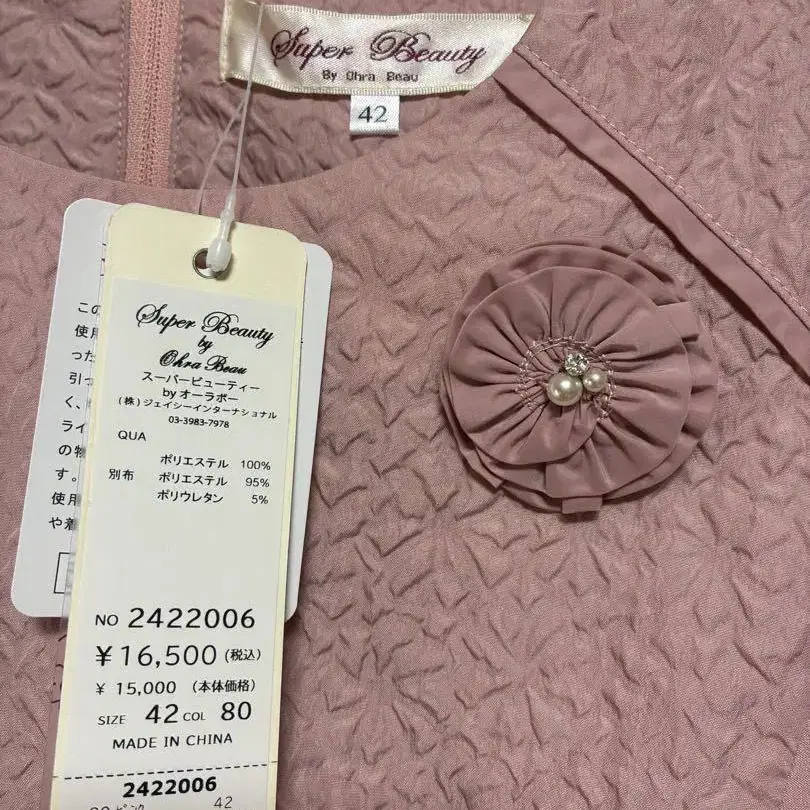 Super Beauty
By Ohra Beau
42
Super Beauty
by
Ohra Beau
スーパービューティー
by オーラボー
(株)ジェイシーインターナショナル
03-3983-7978
QUA
ポリエステル 100%
別布 ポリエステル 95%
ポリウレタン 5%
NO 2422006
¥16,500 (税込)
¥ 15,000 (本体価格)
SIZE 42 COL 80
MADE IN CHINA
2422006
42
この
使用
った
引っ
く、
ライ
の物
す。
使用
や着